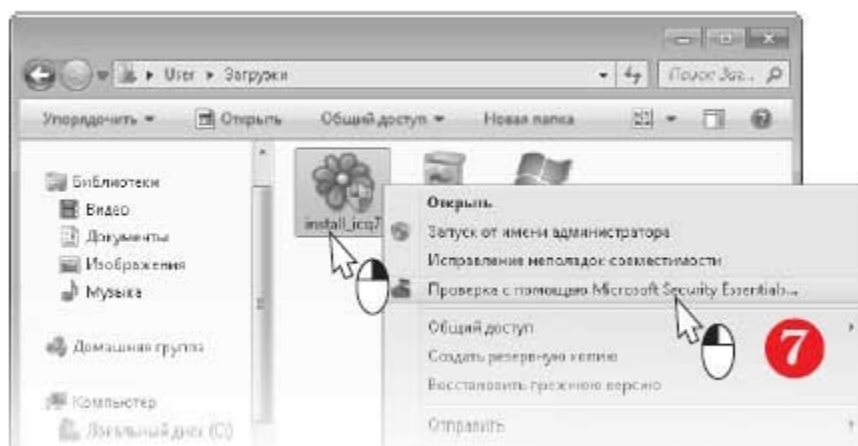 User ▸ Загрузки
Поиск Заг...
Упорядочить
Открыть
Общий доступ
Новая папка
Библиотеки
Видео
Документы
Изображения
Музыка
Домашняя группа
Компьютер
Локальный диск (C:)
install_icq7
Открыть
Запуск от имени администратора
Исправление неполадок совместимости
Проверка с помощью Microsoft Security Essentials...
Общий доступ
Создать резервную копию
Восстановить прежнюю версию
Отправить
7